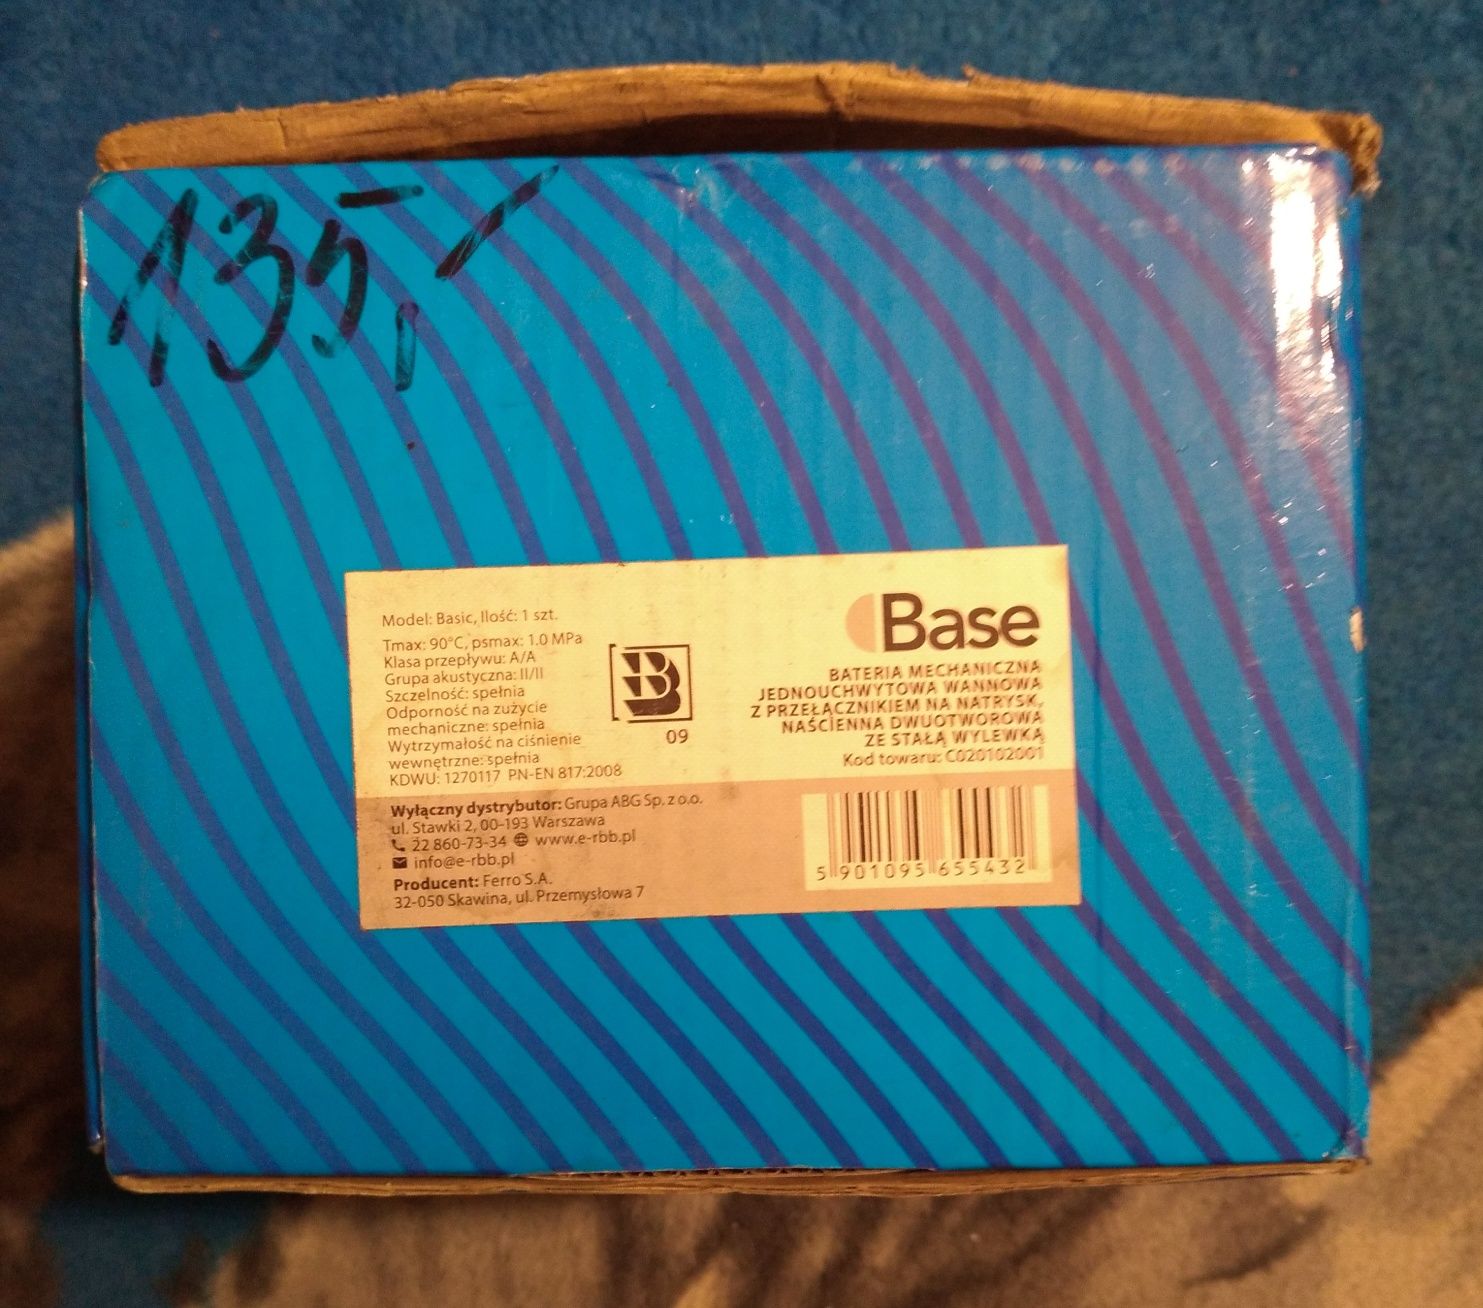 135,-
Model: Basic, Ilość: 1 szt.
Tmax: 90°C, psmax: 1.0 MPa
Klasa przepływu: A/A
Grupa akustyczna: II/II
Szczelność: spełnia
Odporność na zużycie
mechaniczne: spełnia
Wytrzymałość na ciśnienie
wewnętrzne: spełnia
KDWU: 1270117 PN-EN 817:2008
B
09
Base
BATERIA MECHANICZNA
JEDNOUCHWYTOWA WANNOWA
Z PRZEŁĄCZNIKIEM NA NATRYSK,
NAŚCIENNA DWUOTWOROWA
ZE STAŁĄ WYLEWKĄ
Kod towaru: C020102001
Wyłączny dystrybutor: Grupa ABG Sp. z o.o.
ul. Stawki 2, 00-193 Warszawa
22 860-73-34 www.e-rbb.pl
info@e-rbb.pl
Producent: Ferro S.A.
32-050 Skawina, ul. Przemysłowa 7
5 901095 655432